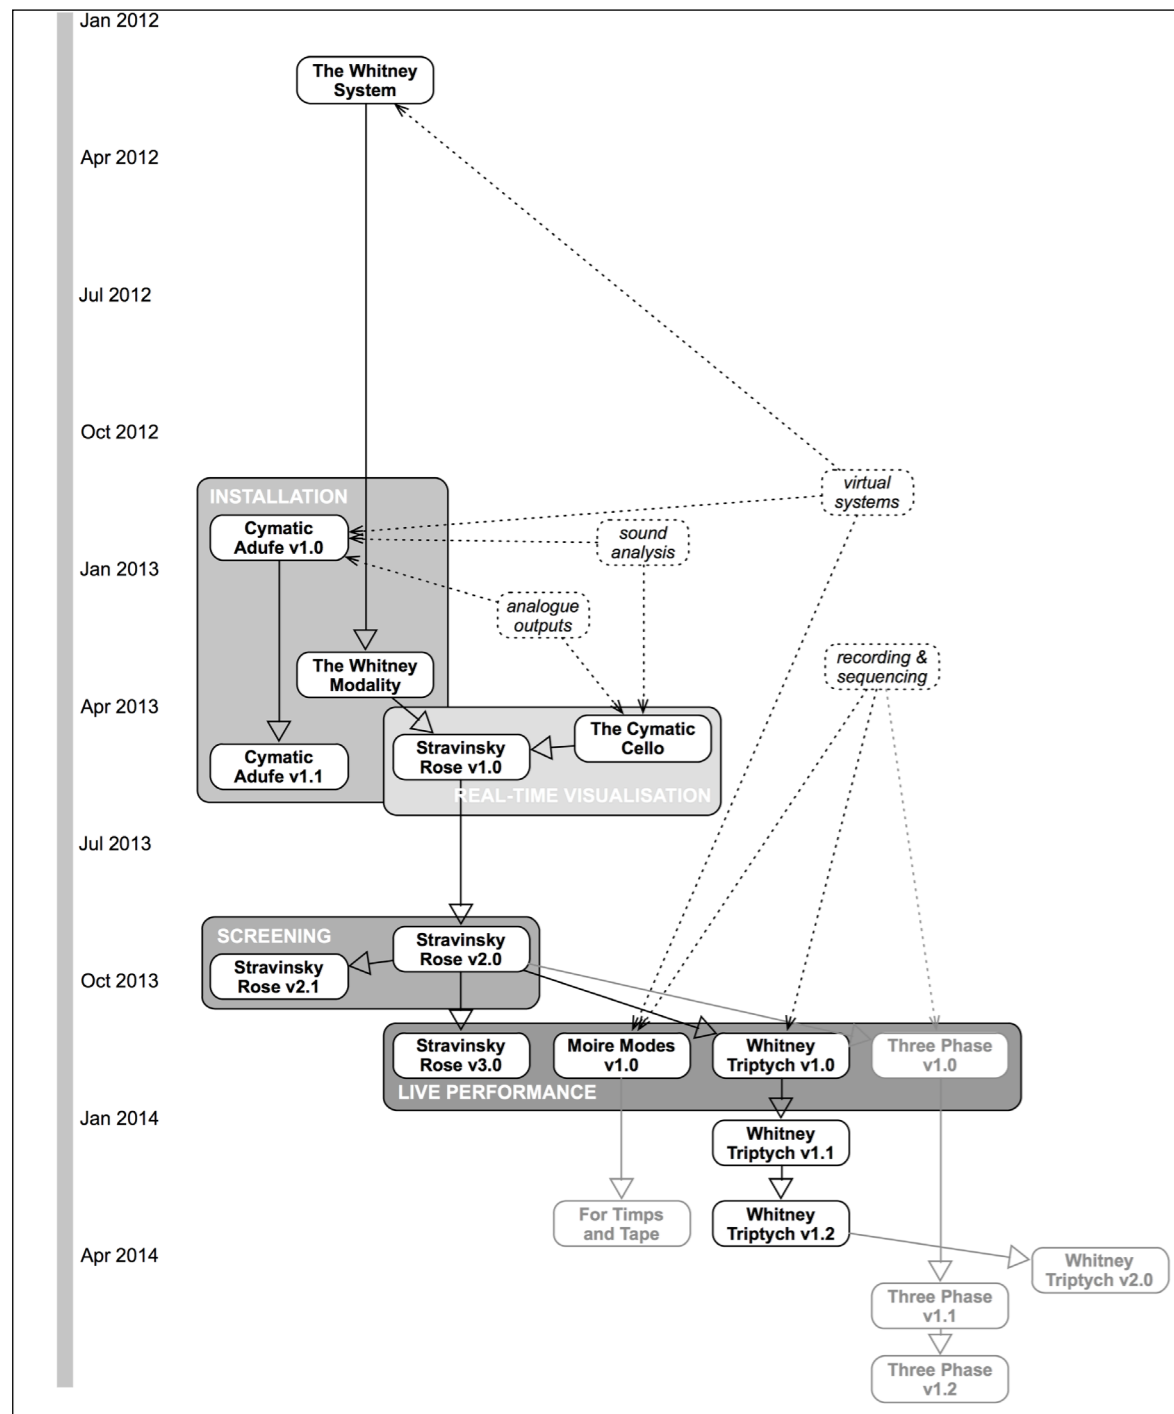 Jan 2012
The Whitney
System
Apr 2012
Jul 2012
Oct 2012
virtual
systems
INSTALLATION
Cymatic
Adufe v1.0
sound
analysis
Jan 2013
analogue
outputs
The Whitney
Modality
recording &
sequencing
Apr 2013
The Cymatic
Cello
Stravinsky
Rose v1.0
Cymatic
Adufe v1.1
REAL-TIME VISUALISATION
Jul 2013
SCREENING
Stravinsky
Rose v2.0
Stravinsky
Rose v2.1
Oct 2013
Stravinsky
Rose v3.0
Moire Modes
v1.0
Whitney
Triptych v1.0
Three Phase
v1.0
LIVE PERFORMANCE
Jan 2014
Whitney
Triptych v1.1
For Timps
and Tape
Whitney
Triptych v1.2
Apr 2014
Whitney
Triptych v2.0
Three Phase
v1.1
Three Phase
v1.2